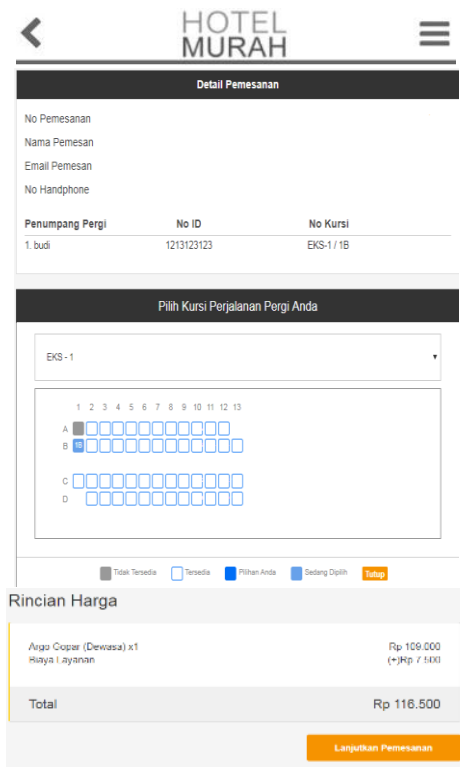 HOTEL
MURAH
Detail Pemesanan
No Pemesanan
Nama Pemesan
Email Pemesan
No Handphone
Penumpang Pergi No ID No Kursi
1. budi 1213123123 EKS-1 / 1B
Pilih Kursi Perjalanan Pergi Anda
EKS - 1
1 2 3 4 5 6 7 8 9 10 11 12 13
A
B 1B
C
D
Tidak Tersedia Tersedia Pilihan Anda Sedang Dipilih Tutup
Rincian Harga
Argo Copar (Dewasa) x1 Rp 109.000
Biaya Layanan (+)Rp 7.500
Total Rp 116.500
Lanjutkan Pemesanan